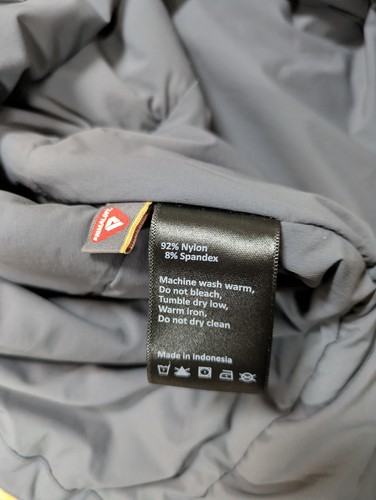 PRIMALOFT
92% Nylon
8% Spandex
Machine wash warm,
Do not bleach,
Tumble dry low,
Warm iron,
Do not dry clean
Made in Indonesia